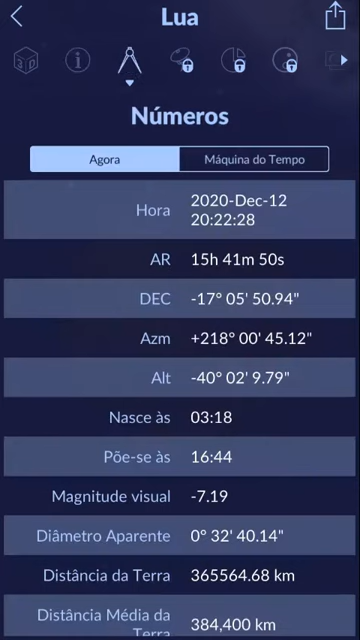 Lua
Números
Agora Máquina do Tempo
Hora 2020-Dec-12
20:22:28
AR 15h 41m 50s
DEC -17° 05' 50.94"
Azm +218° 00' 45.12"
Alt -40° 02' 9.79"
Nasce às 03:18
Põe-se às 16:44
Magnitude visual -7.19
Diâmetro Aparente 0° 32' 40.14"
Distância da Terra 365564.68 km
Distância Média da
Terra 384,400 km